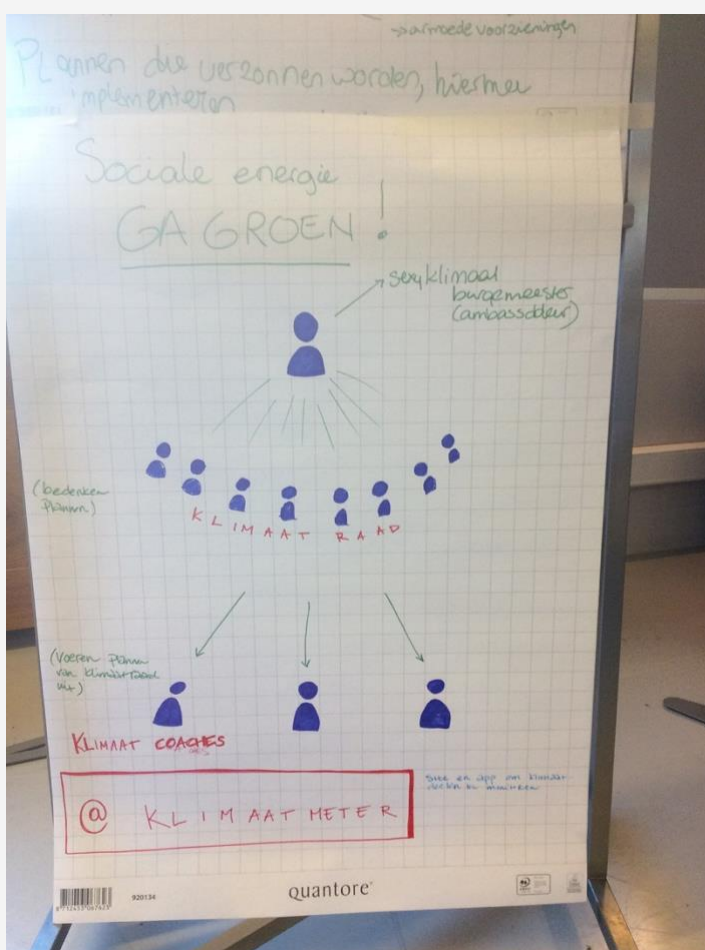 →armoede voorzieningen
Plannen die verzonnen worden, hiermee
implementeren
Sociale energie
GA GROEN!
→ sexy klimaat
burgemeester
(ambassadeur)
(bedenken
Plannen)
KLIMAAT RAAD
(Voeren Plannen
van klimaatraad
uit)
KLIMAAT COACHES
@ KLIMAATMETER
Site en app om klimaat-
doelen te monitoren
8712453067623
920134
quantore